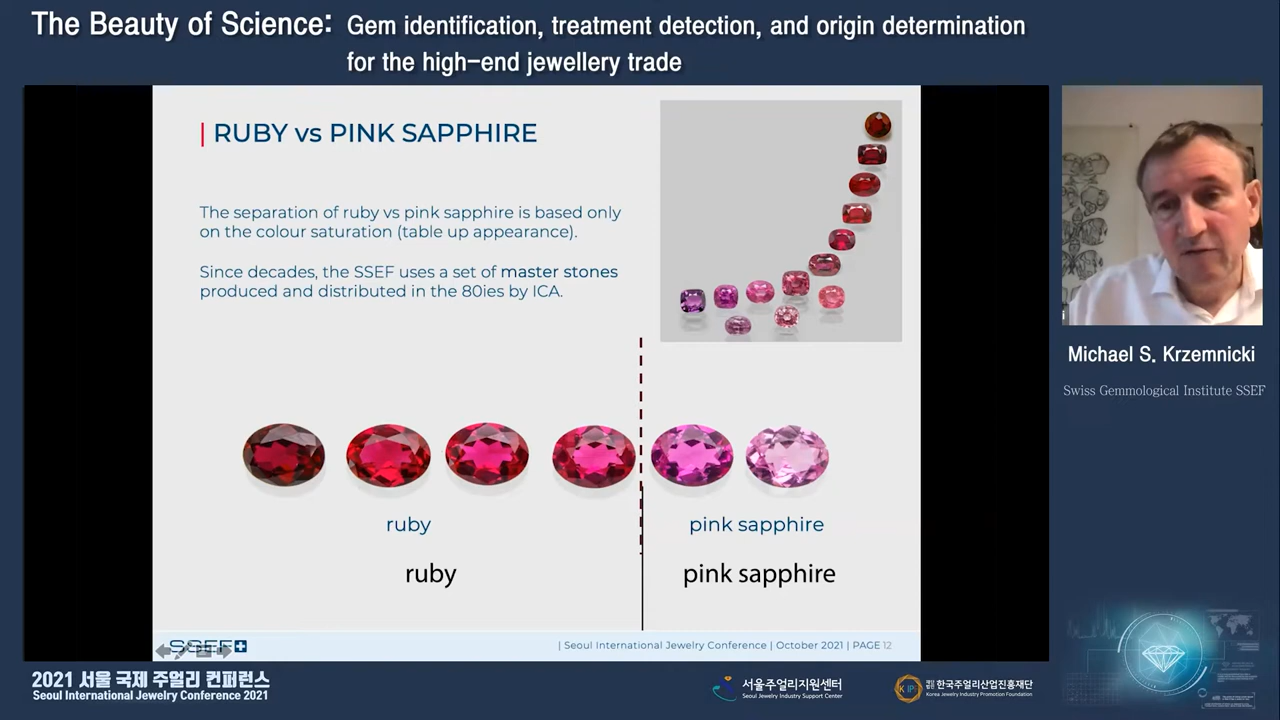 The Beauty of Science: Gem identification, treatment detection, and origin determination
for the high-end jewellery trade
| RUBY vs PINK SAPPHIRE
The separation of ruby vs pink sapphire is based only
on the colour saturation (table up appearance).
Since decades, the SSEF uses a set of master stones
produced and distributed in the 80ies by ICA.
ruby
pink sapphire
ruby
pink sapphire
SSEF
| Seoul International Jewelry Conference | October 2021 | PAGE 12
Michael S. Krzemnicki
Swiss Gemmological Institute SSEF
2021 서울 국제 주얼리 컨퍼런스
Seoul International Jewelry Conference 2021
서울주얼리지원센터
Seoul Jewelry Industry Support Center
재단법인 한국주얼리산업진흥재단
Korea Jewelry Industry Promotion Foundation